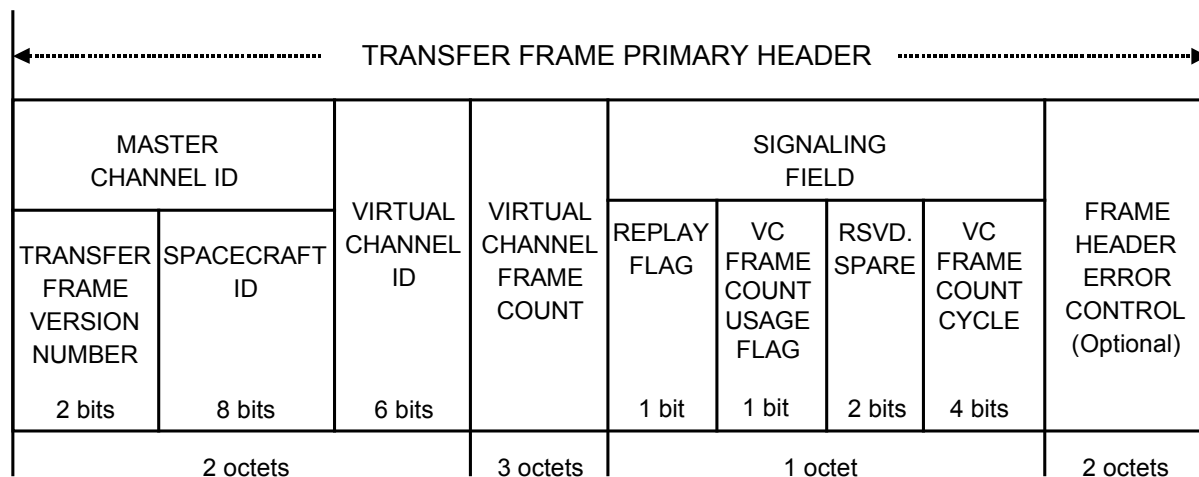 TRANSFER FRAME PRIMARY HEADER
MASTER
CHANNEL ID
TRANSFER
FRAME
VERSION
NUMBER
2 bits
SPACECRAFT
ID
8 bits
VIRTUAL
CHANNEL
ID
6 bits
VIRTUAL
CHANNEL
FRAME
COUNT
SIGNALING
FIELD
REPLAY
FLAG
1 bit
VC
FRAME
COUNT
USAGE
FLAG
1 bit
RSVD.
SPARE
2 bits
VC
FRAME
COUNT
CYCLE
4 bits
FRAME
HEADER
ERROR
CONTROL
(Optional)
2 octets
3 octets
1 octet
2 octets